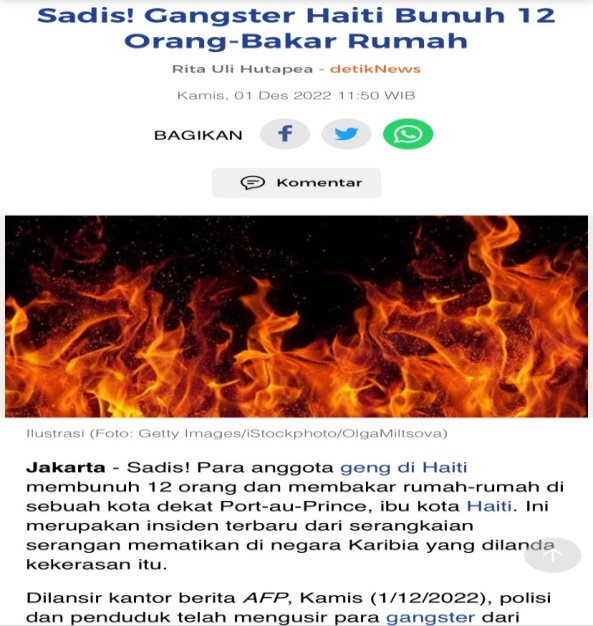 Sadis! Gangster Haiti Bunuh 12
Orang-Bakar Rumah
Rita Uli Hutapea - detikNews
Kamis, 01 Des 2022 11:50 WIB
BAGIKAN
Komentar
Ilustrasi (Foto: Getty Images/iStockphoto/OlgaMiltsova)
Jakarta - Sadis! Para anggota geng di Haiti
membunuh 12 orang dan membakar rumah-rumah di
sebuah kota dekat Port-au-Prince, ibu kota Haiti. Ini
merupakan insiden terbaru dari serangkaian
serangan mematikan di negara Karibia yang dilanda
kekerasan itu.
Dilansir kantor berita AFP, Kamis (1/12/2022), polisi
dan penduduk telah mengusir para gangster dari